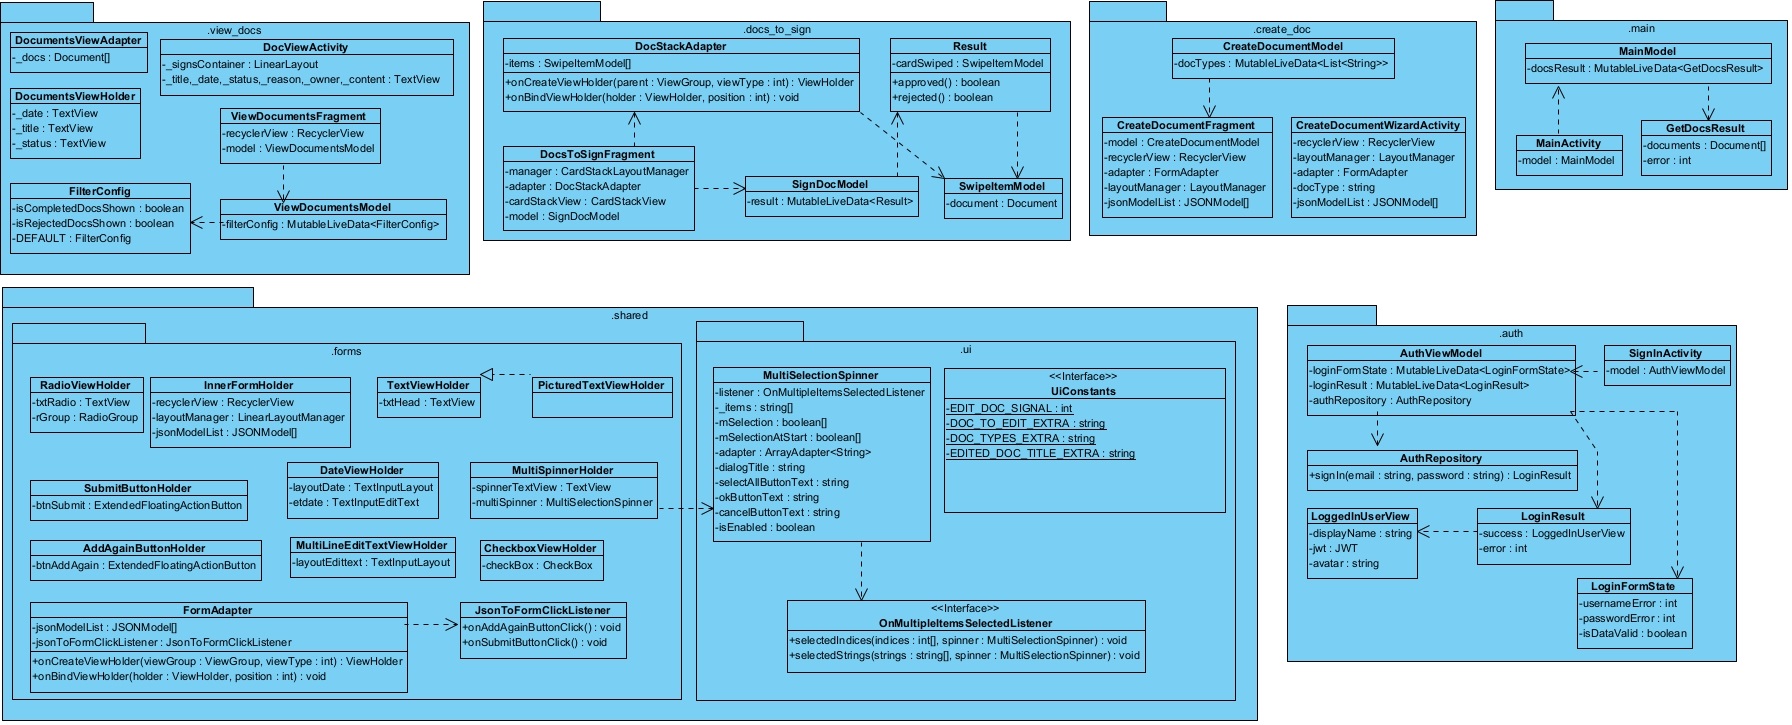 .view_docs
DocumentsViewAdapter
-_docs : Document[]
DocViewActivity
-_signsContainer : LinearLayout
-_title,_date,_status,_reason,_owner,_content : TextView
DocumentsViewHolder
-_date : TextView
-_title : TextView
-_status : TextView
ViewDocumentsFragment
-recyclerView : RecyclerView
-model : ViewDocumentsModel
FilterConfig
-isCompletedDocsShown : boolean
-isRejectedDocsShown : boolean
-DEFAULT : FilterConfig
ViewDocumentsModel
-filterConfig : MutableLiveData<FilterConfig>
.docs_to_sign
DocStackAdapter
-items : SwipeItemModel[]
+onCreateViewHolder(parent : ViewGroup, viewType : int) : ViewHolder
+onBindViewHolder(holder : ViewHolder, position : int) : void
Result
-cardSwiped : SwipeItemModel
+approved() : boolean
+rejected() : boolean
DocsToSignFragment
-manager : CardStackLayoutManager
-adapter : DocStackAdapter
-cardStackView : CardStackView
-model : SignDocModel
SignDocModel
-result : MutableLiveData<Result>
SwipeItemModel
-document : Document
.create_doc
CreateDocumentModel
-docTypes : MutableLiveData<List<String>>
CreateDocumentFragment
-model : CreateDocumentModel
-recyclerView : RecyclerView
-adapter : FormAdapter
-layoutManager : LayoutManager
-jsonModelList : JSONModel[]
CreateDocumentWizardActivity
-recyclerView : RecyclerView
-layoutManager : LayoutManager
-adapter : FormAdapter
-docType : string
-jsonModelList : JSONModel[]
.main
MainModel
-docsResult : MutableLiveData<GetDocsResult>
MainActivity
-model : MainModel
GetDocsResult
-documents : Document[]
-error : int
.shared
.forms
RadioViewHolder
-txtRadio : TextView
-rGroup : RadioGroup
InnerFormHolder
-recyclerView : RecyclerView
-layoutManager : LinearLayoutManager
-jsonModelList : JSONModel[]
TextViewHolder
-txtHead : TextView
PicturedTextViewHolder
SubmitButtonHolder
-btnSubmit : ExtendedFloatingActionButton
DateViewHolder
-layoutDate : TextInputLayout
-etdate : TextInputEditText
MultiSpinnerHolder
-spinnerTextView : TextView
-multiSpinner : MultiSelectionSpinner
AddAgainButtonHolder
-btnAddAgain : ExtendedFloatingActionButton
MultiLineEditTextViewHolder
-layoutEdittext : TextInputLayout
CheckboxViewHolder
-checkBox : CheckBox
FormAdapter
-jsonModelList : JSONModel[]
-jsonToFormClickListener : JsonToFormClickListener
+onCreateViewHolder(viewGroup : ViewGroup, viewType : int) : ViewHolder
+onBindViewHolder(holder : ViewHolder, position : int) : void
JsonToFormClickListener
+onAddAgainButtonClick() : void
+onSubmitButtonClick() : void
.ui
MultiSelectionSpinner
-listener : OnMultipleItemsSelectedListener
-_items : string[]
-mSelection : boolean[]
-mSelectionAtStart : boolean[]
-adapter : ArrayAdapter<String>
-dialogTitle : string
-selectAllButtonText : string
-okButtonText : string
-cancelButtonText : string
-isEnabled : boolean
<<Interface>>
UiConstants
-EDIT_DOC_SIGNAL : int
-DOC_TO_EDIT_EXTRA : string
-DOC_TYPES_EXTRA : string
-EDITED_DOC_TITLE_EXTRA : string
<<Interface>>
OnMultipleItemsSelectedListener
+selectedIndices(indices : int[], spinner : MultiSelectionSpinner) : void
+selectedStrings(strings : string[], spinner : MultiSelectionSpinner) : void
.auth
AuthViewModel
-loginFormState : MutableLiveData<LoginFormState>
-loginResult : MutableLiveData<LoginResult>
-authRepository : AuthRepository
SignInActivity
-model : AuthViewModel
AuthRepository
+signIn(email : string, password : string) : LoginResult
LoggedInUserView
-displayName : string
-jwt : JWT
-avatar : string
LoginResult
-success : LoggedInUserView
-error : int
LoginFormState
-usernameError : int
-passwordError : int
-isDataValid : boolean